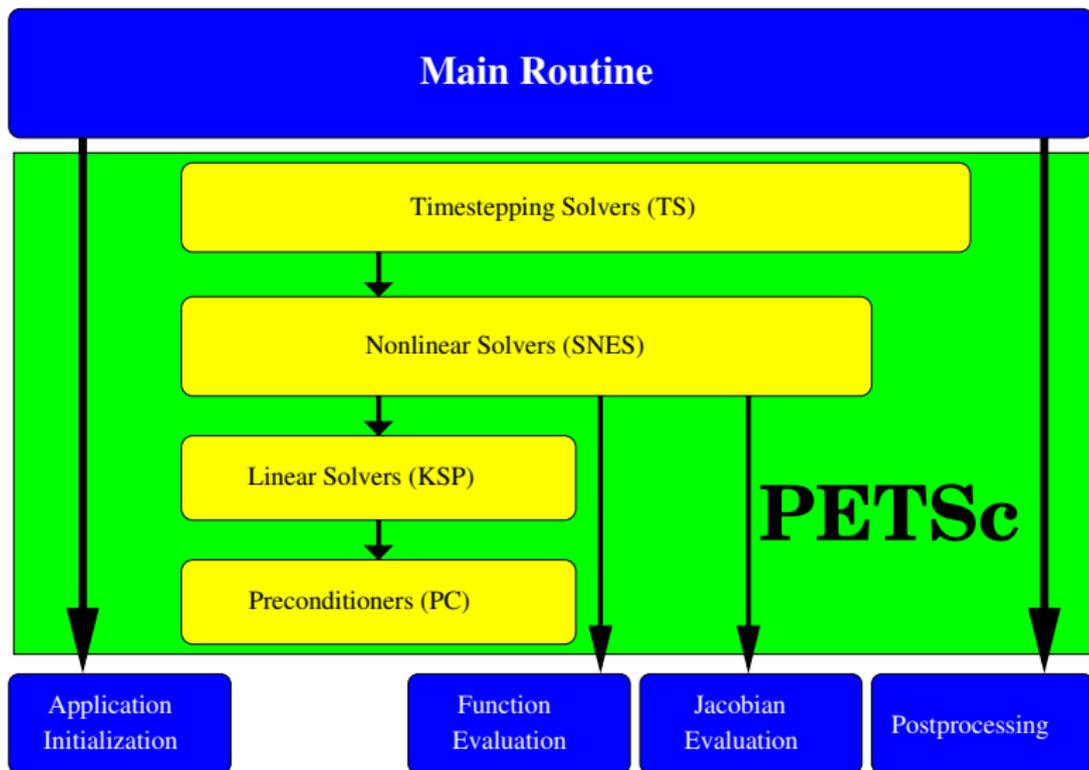 Main Routine
Timestepping Solvers (TS)
Nonlinear Solvers (SNES)
Linear Solvers (KSP)
PETSc
Preconditioners (PC)
Application
Initialization
Function
Evaluation
Jacobian
Evaluation
Postprocessing